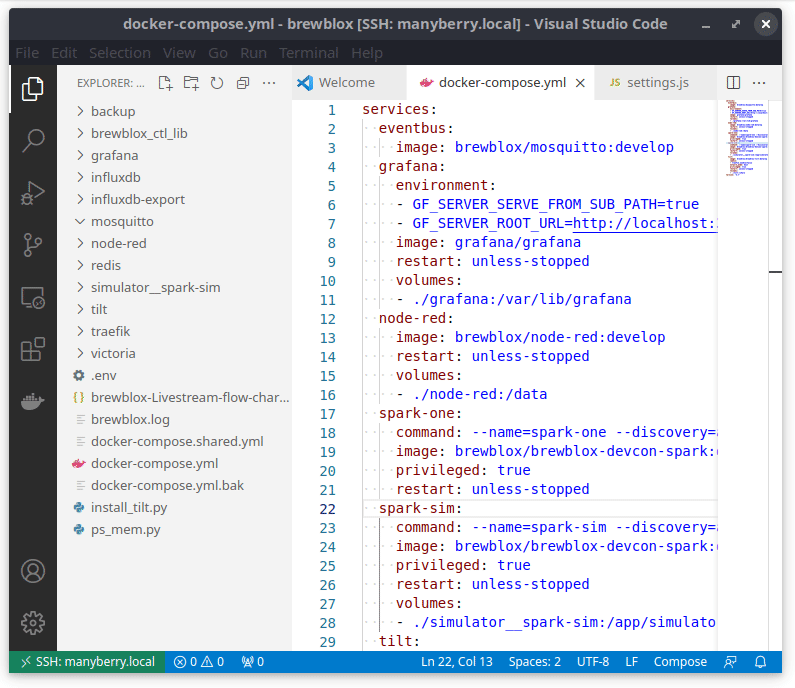 docker-compose.yml - brewblox [SSH: manyberry.local] - Visual Studio Code
File Edit Selection View Go Run Terminal Help
EXPLORER: ...
Welcome
docker-compose.yml
JS settings.js
backup
brewblox_ctl_lib
grafana
influxdb
influxdb-export
mosquitto
node-red
redis
simulator__spark-sim
tilt
traefik
victoria
.env
{} brewblox-Livestream-flow-char...
brewblox.log
docker-compose.shared.yml
docker-compose.yml
docker-compose.yml.bak
install_tilt.py
ps_mem.py
1 services:
2 eventbus:
3 image: brewblox/mosquitto:develop
4 grafana:
5 environment:
6 - GF_SERVER_SERVE_FROM_SUB_PATH=true
7 - GF_SERVER_ROOT_URL=http://localhost:
8 image: grafana/grafana
9 restart: unless-stopped
10 volumes:
11 - ./grafana:/var/lib/grafana
12 node-red:
13 image: brewblox/node-red:develop
14 restart: unless-stopped
15 volumes:
16 - ./node-red:/data
17 spark-one:
18 command: --name=spark-one --discovery=
19 image: brewblox/brewblox-devcon-spark:
20 privileged: true
21 restart: unless-stopped
22 spark-sim:
23 command: --name=spark-sim --discovery=
24 image: brewblox/brewblox-devcon-spark:
25 privileged: true
26 restart: unless-stopped
27 volumes:
28 - ./simulator__spark-sim:/app/simulato
29 tilt:
SSH: manyberry.local 0 0 0 Ln 22, Col 13 Spaces: 2 UTF-8 LF Compose